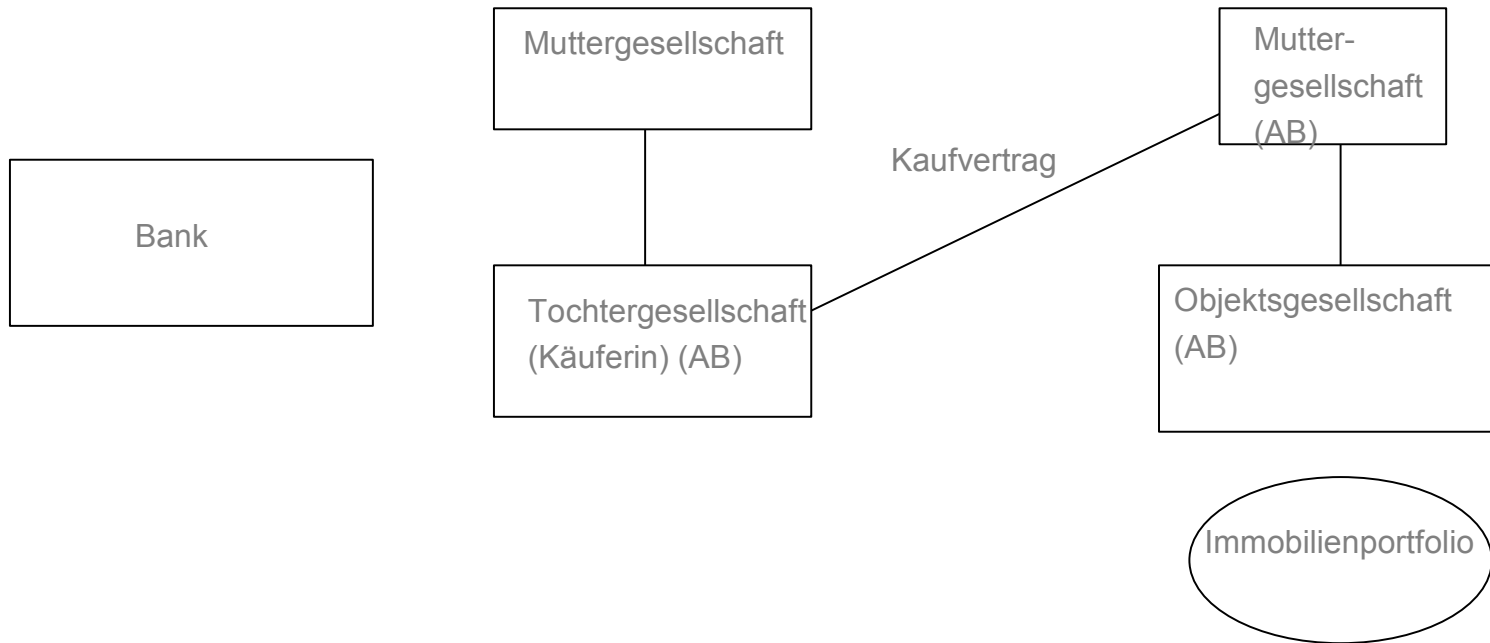 Muttergesellschaft
Mutter-
gesellschaft
(AB)
Kaufvertrag
Bank
Tochtergesellschaft
(Käuferin) (AB)
Objektsgesellschaft
(AB)
Immobilienportfolio